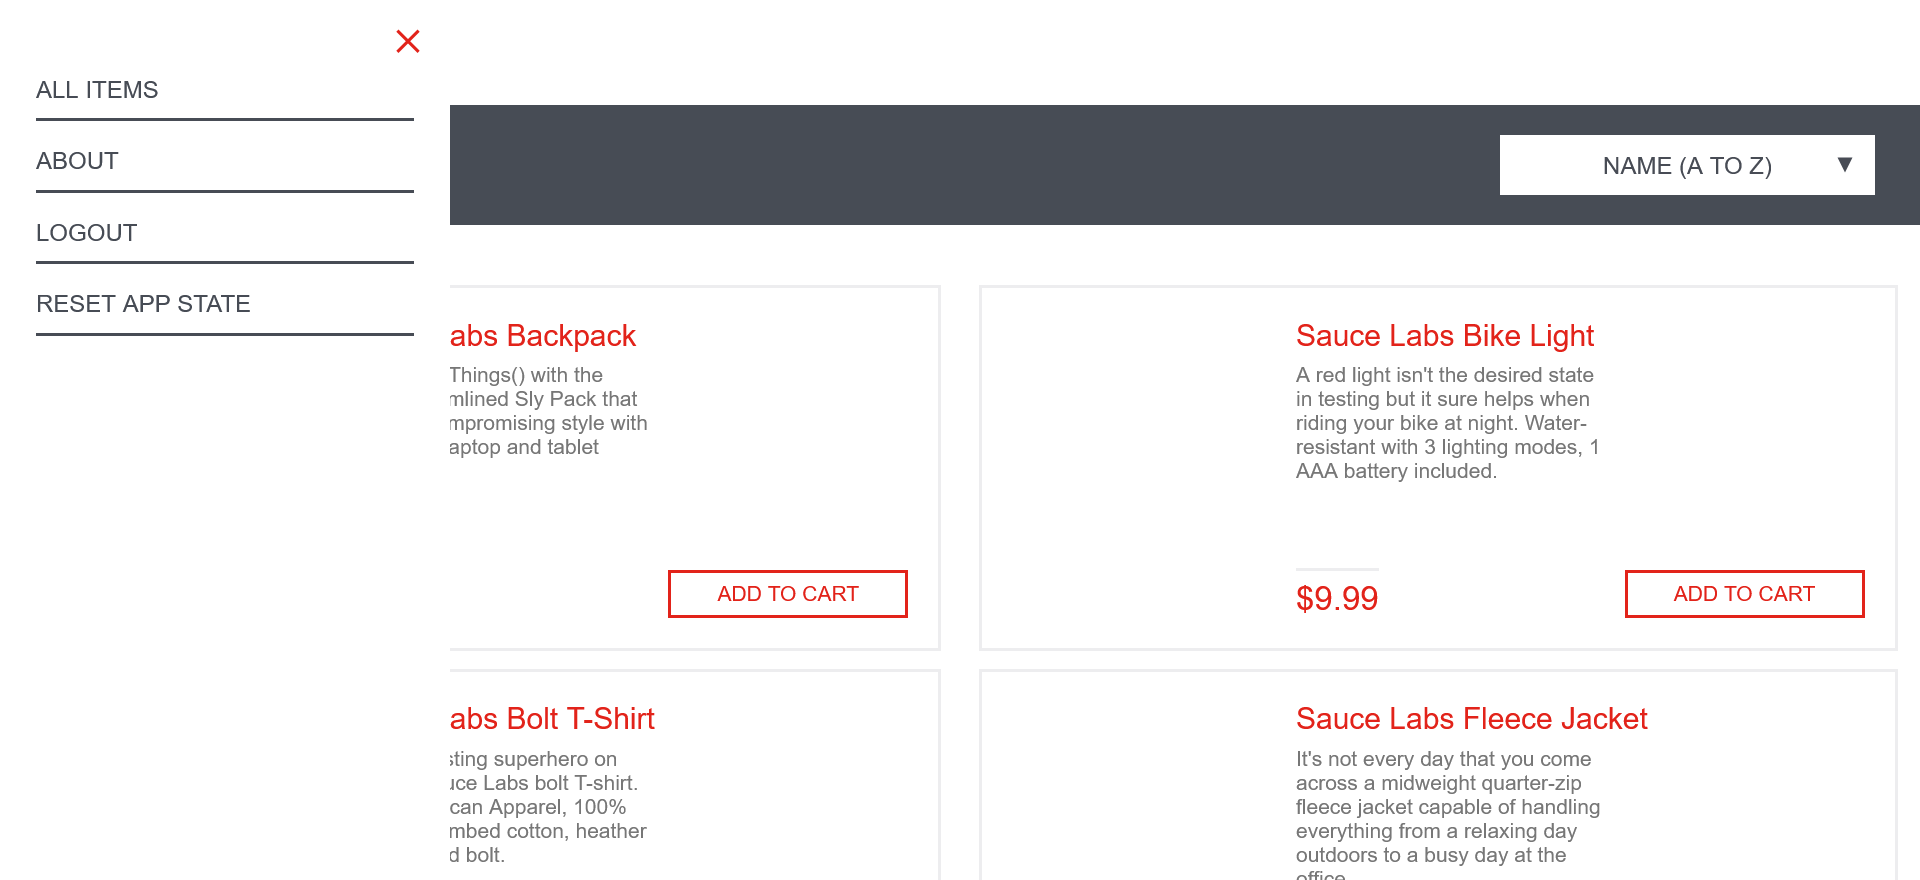 ALL ITEMS
ABOUT
LOGOUT
RESET APP STATE
NAME (A TO Z) ▼
abs Backpack
Things() with the
mlined Sly Pack that
mpromising style with
aptop and tablet
ADD TO CART
Sauce Labs Bike Light
A red light isn't the desired state
in testing but it sure helps when
riding your bike at night. Water-
resistant with 3 lighting modes, 1
AAA battery included.
$9.99
ADD TO CART
abs Bolt T-Shirt
sting superhero on
uce Labs bolt T-shirt.
can Apparel, 100%
mbed cotton, heather
d bolt.
Sauce Labs Fleece Jacket
It's not every day that you come
across a midweight quarter-zip
fleece jacket capable of handling
everything from a relaxing day
outdoors to a busy day at the
office.